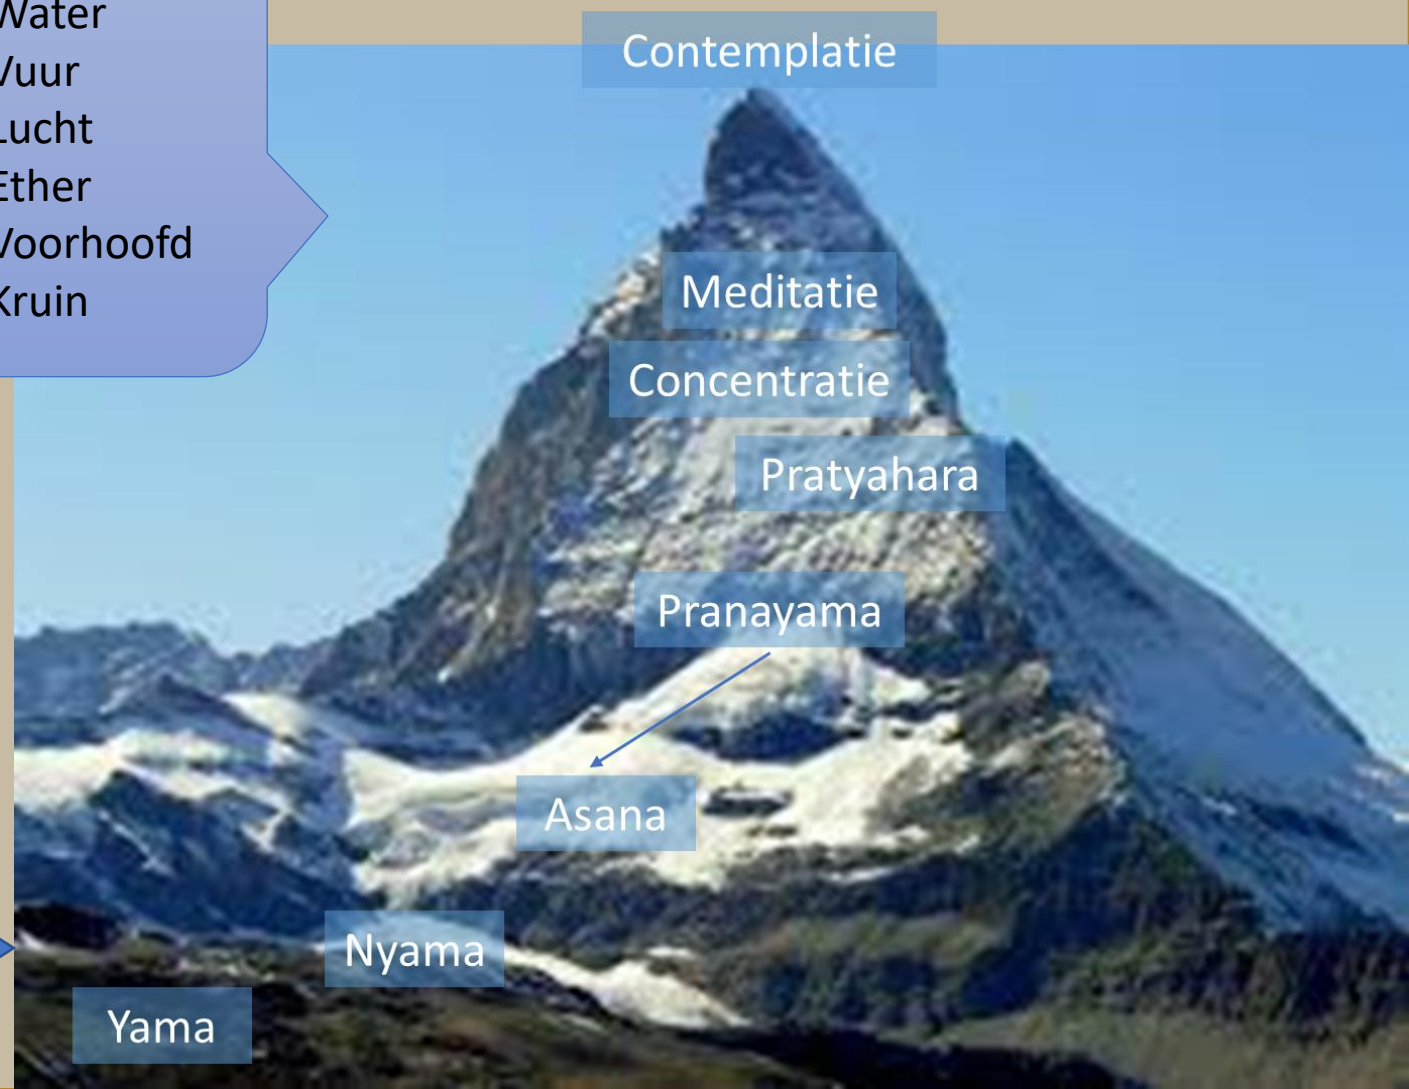 Water
Vuur
Lucht
Ether
Voorhoofd
Kruin
Contemplatie
Meditatie
Concentratie
Pratyahara
Pranayama
Asana
Nyama
Yama